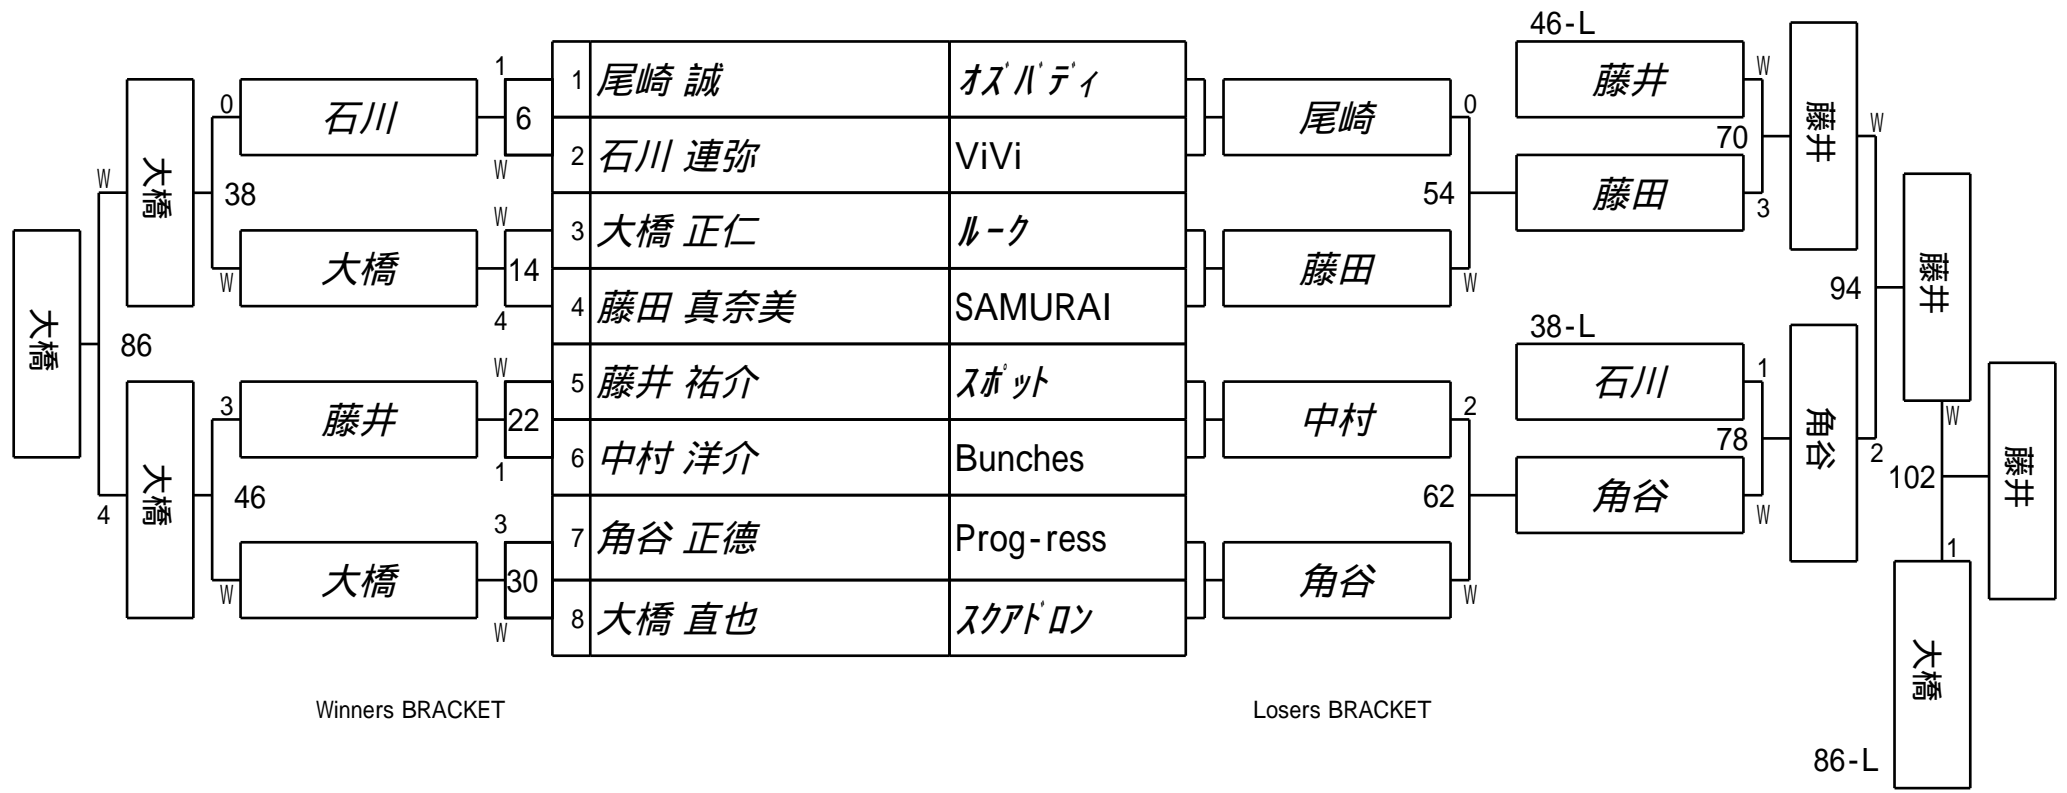 大橋
W
86
4
大橋
大橋
0
38
W
3
46
W
石川
大橋
藤井
大橋
1
6
W
W
14
4
W
22
1
3
30
W
1 尾崎 誠 ｵｽﾞﾊﾞﾃﾞｨ
2 石川 連弥 ViVi
3 大橋 正仁 ﾙｰｸ
4 藤田 真奈美 SAMURAI
5 藤井 祐介 ｽﾎﾟｯﾄ
6 中村 洋介 Bunches
7 角谷 正德 Prog-ress
8 大橋 直也 ｽｸｱﾄﾞﾛﾝ
尾崎
藤田
中村
角谷
0
54
W
2
62
W
46-L
藤井
藤田
38-L
石川
角谷
W
70
3
1
78
W
藤井
角谷
W
94
2
藤井
W
102
1
大橋
86-L
藤井
Winners BRACKET
Losers BRACKET